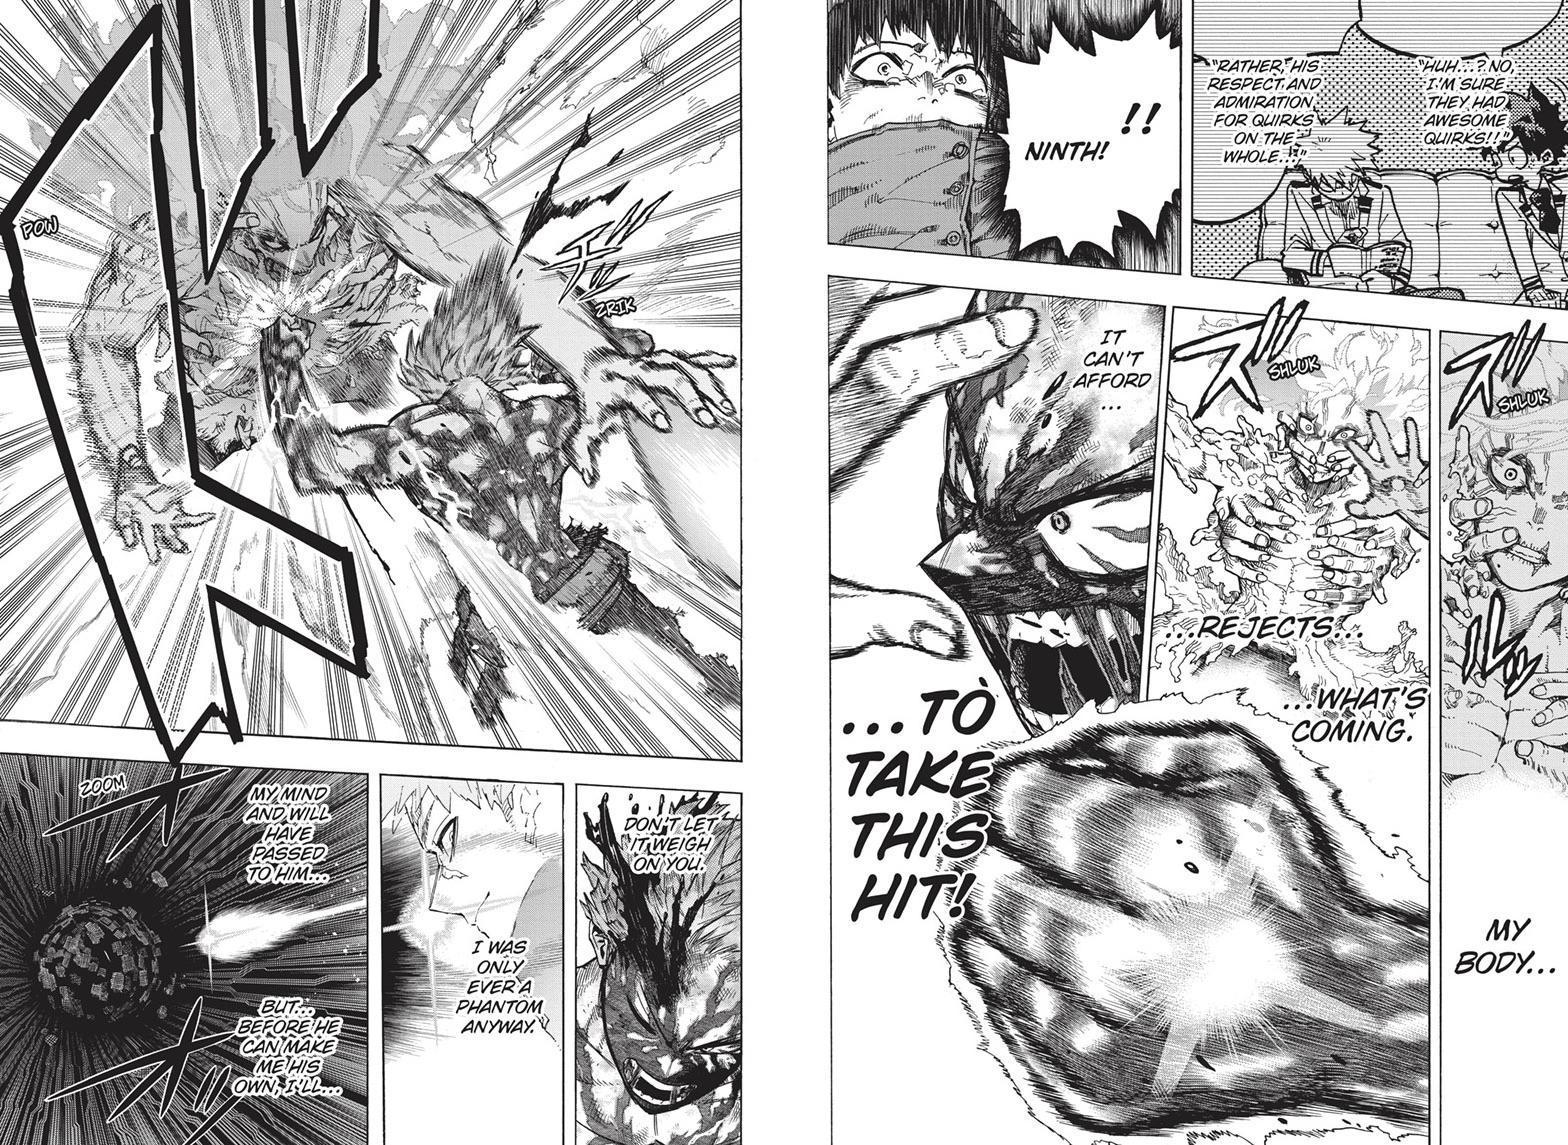 "HUH...? NO,
I'M SURE
THEY HAD
AWESOME
QUIRKS!!"
"RATHER, HIS
RESPECT AND
ADMIRATION
FOR QUIRKS
ON THE
WHOLE..."
!!
NINTH!
SHLUK
MY
BODY...
SHLUK
...REJECTS...
...WHAT'S
COMING.
IT
CAN'T
AFFORD
...
...TO
TAKE
THIS
HIT!
ZRIK
POW
DON'T LET
IT WEIGH
ON YOU.
I WAS
ONLY
EVER A
PHANTOM
ANYWAY.
ZOOM
MY MIND
AND WILL
HAVE
PASSED
TO HIM...
BUT...
BEFORE HE
CAN MAKE
ME HIS
OWN, I'LL...